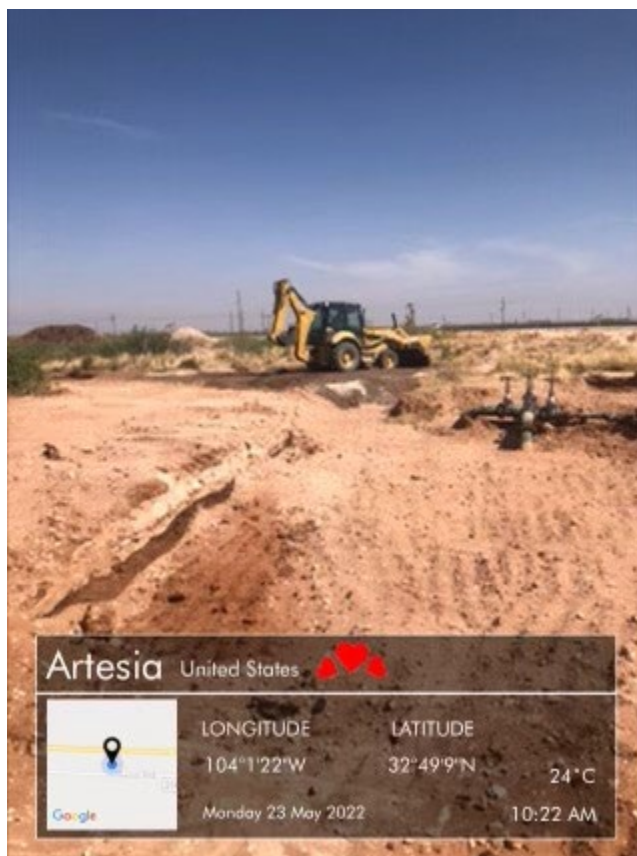 Artesia United States
LONGITUDE LATITUDE
104°1'22"W 32°49'9"N
24°C
Google Monday 23 May 2022 10:22 AM